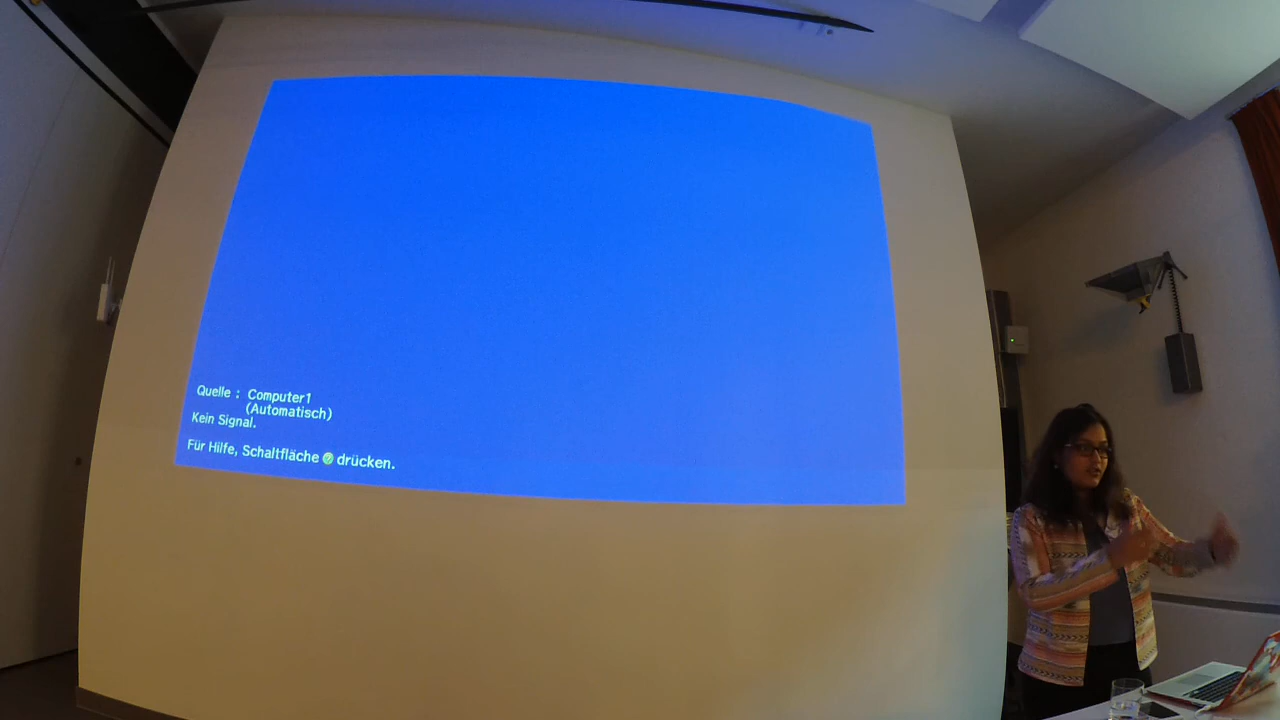 Quelle : Computer1
(Automatisch)
Kein Signal.
Für Hilfe, Schaltfläche drücken.